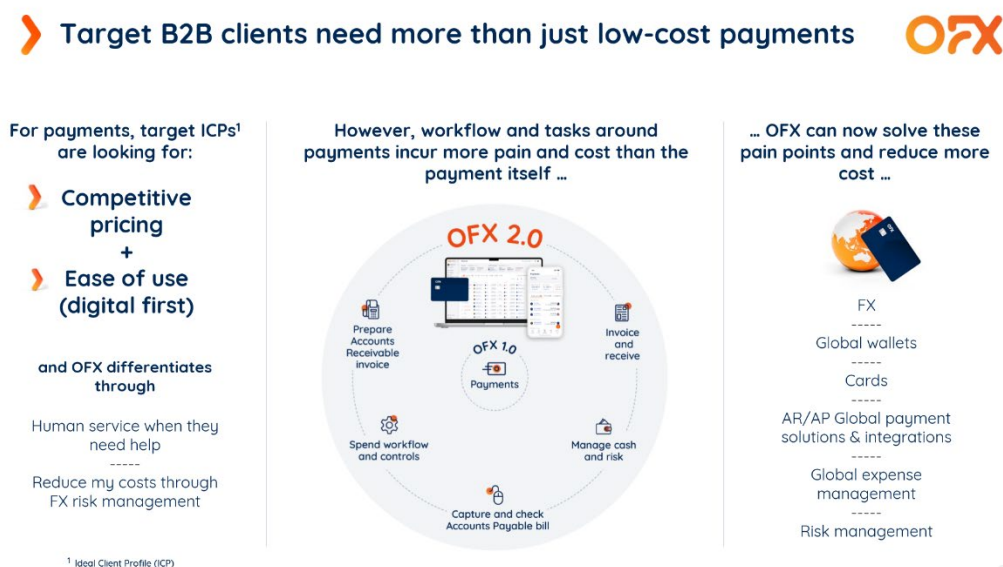 Target B2B clients need more than just low-cost payments
OFX
For payments, target ICPs¹
are looking for:
Competitive
pricing
+
Ease of use
(digital first)
and OFX differentiates
through
Human service when they
need help
-----
Reduce my costs through
FX risk management
¹ Ideal Client Profile (ICP)
However, workflow and tasks around
payments incur more pain and cost than the
payment itself ...
OFX 2.0
Prepare
Accounts
Receivable
invoice
Invoice
and
receive
OFX 1.0
Payments
Spend workflow
and controls
Manage cash
and risk
Capture and check
Accounts Payable bill
... OFX can now solve these
pain points and reduce more
cost ...
OFX
FX
-----
Global wallets
-----
Cards
-----
AR/AP Global payment
solutions & integrations
-----
Global expense
management
-----
Risk management